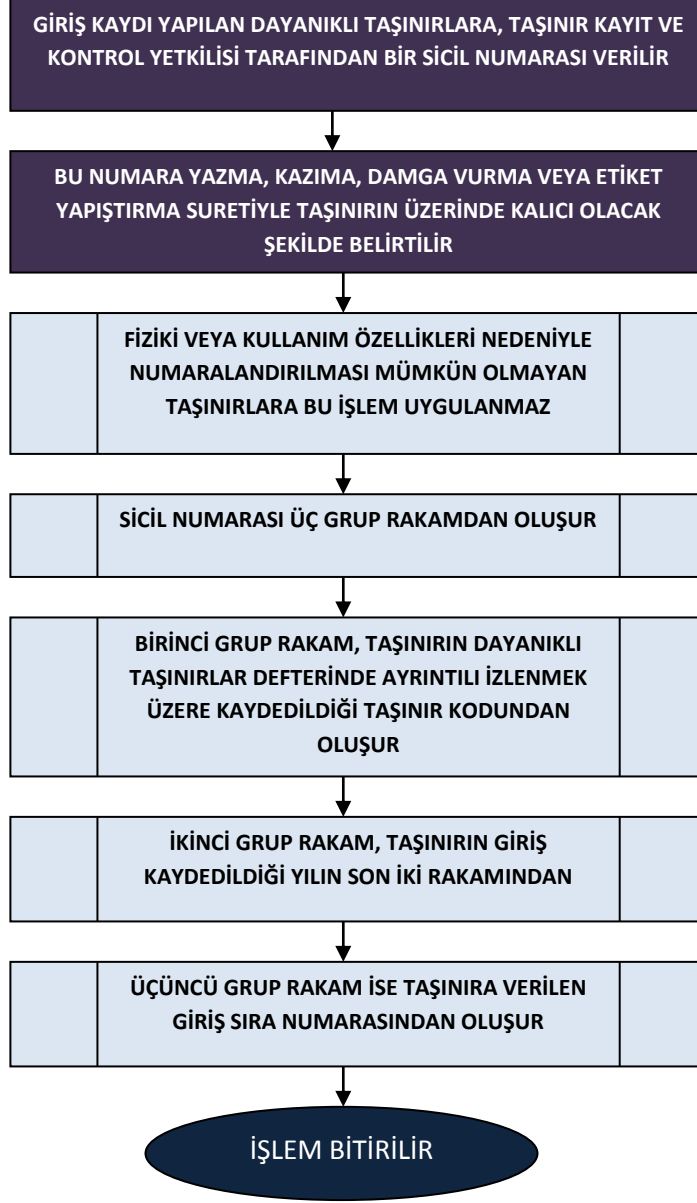 GİRİŞ KAYDI YAPILAN DAYANIKLI TAŞINIRLARA, TAŞINIR KAYIT VE
KONTROL YETKİLİSİ TARAFINDAN BİR SİCİL NUMARASI VERİLİR
BU NUMARA YAZMA, KAZIMA, DAMGA VURMA VEYA ETİKET
YAPIŞTIRMA SURETİYLE TAŞINIRIN ÜZERİNDE KALICI OLACAK
ŞEKİLDE BELİRTİLİR
FİZİKİ VEYA KULLANIM ÖZELLİKLERİ NEDENİYLE
NUMARALANDIRILMASI MÜMKÜN OLMAYAN
TAŞINIRLARA BU İŞLEM UYGULANMAZ
SİCİL NUMARASI ÜÇ GRUP RAKAMDAN OLUŞUR
BİRİNCİ GRUP RAKAM, TAŞINIRIN DAYANIKLI
TAŞINIRLAR DEFTERİNDE AYRINTILI İZLENMEK
ÜZERE KAYDEDİLDİĞİ TAŞINIR KODUNDAN
OLUŞUR
İKİNCİ GRUP RAKAM, TAŞINIRIN GİRİŞ
KAYDEDİLDİĞİ YILIN SON İKİ RAKAMINDAN
ÜÇÜNCÜ GRUP RAKAM İSE TAŞINIRA VERİLEN
GİRİŞ SIRA NUMARASINDAN OLUŞUR
İŞLEM BİTİRİLİR